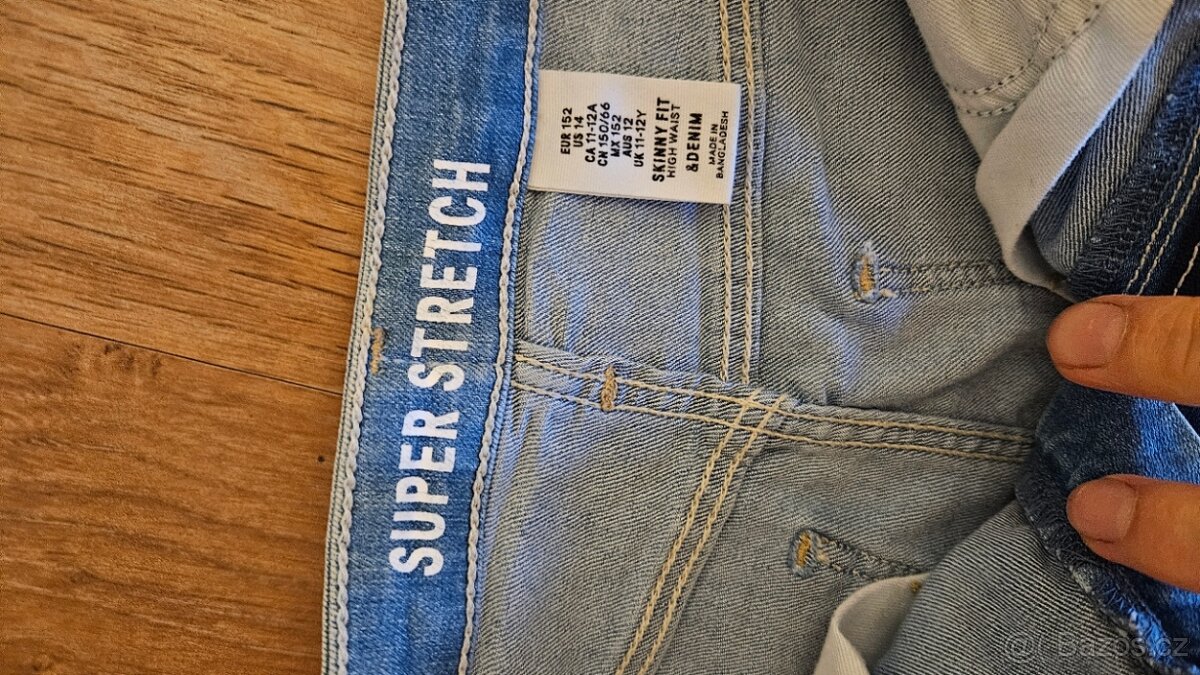 SUPER STRETCH
EUR 152
US 14
CA 11-12A
CN 150/66
MX 152
AUS 12
UK 11-12Y
SKINNY FIT
HIGH WAIST
&DENIM
MADE IN
BANGLADESH
Bazos.cz